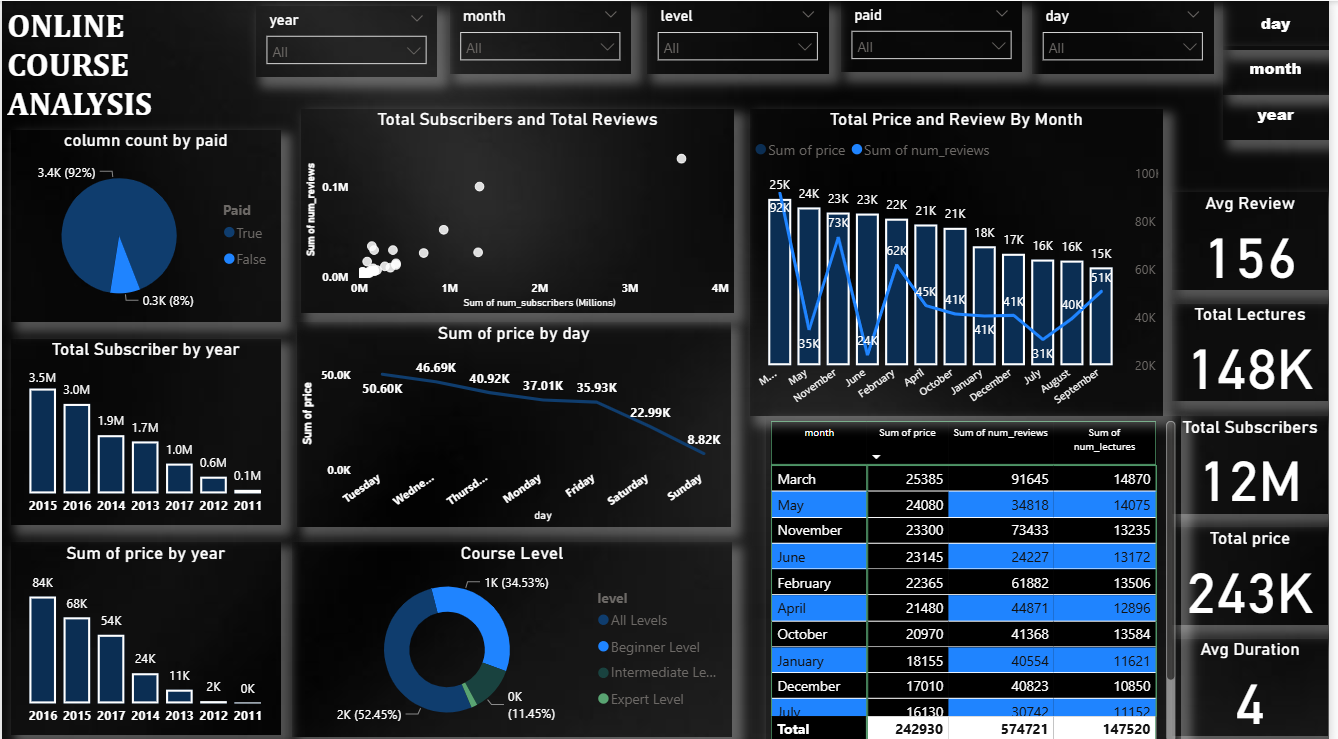 ONLINE
COURSE
ANALYSIS
year
All
month
All
level
All
paid
All
day
All
day
month
year
column count by paid
3.4K (92%)
0.3K (8%)
Paid
True
False
Total Subscribers and Total Reviews
Sum of num_reviews
0.1M
0.0M
0M 1M 2M 3M 4M
Sum of num_subscribers (Millions)
Total Price and Review By Month
Sum of price Sum of num_reviews
25K 24K 23K 23K 22K 21K 21K 18K 17K 16K 16K 15K
92K 35K 73K 24K 62K 45K 41K 41K 41K 31K 40K 51K
100K
80K
60K
40K
20K
M... May November June February April October January December July August September
Avg Review
156
Total Lectures
148K
Total Subscribers
12M
Total price
243K
Avg Duration
4
Total Subscriber by year
3.5M 3.0M 1.9M 1.7M 1.0M 0.6M 0.1M
2015 2016 2014 2013 2017 2012 2011
Sum of price by day
Sum of price
50.0K
0.0K
50.60K 46.69K 40.92K 37.01K 35.93K 22.99K 8.82K
Tuesday Wedne... Thursd... Monday Friday Saturday Sunday
day
Sum of price by year
84K 68K 54K 24K 11K 2K 0K
2016 2015 2017 2014 2013 2012 2011
Course Level
1K (34.53%)
0K
(11.45%)
2K (52.45%)
level
All Levels
Beginner Level
Intermediate Le...
Expert Level
month Sum of price Sum of num_reviews Sum of
num_lectures
March 25385 91645 14870
May 24080 34818 14075
November 23300 73433 13235
June 23145 24227 13172
February 22365 61882 13506
April 21480 44871 12896
October 20970 41368 13584
January 18155 40554 11621
December 17010 40823 10850
July 16130 30742 11152
Total 242930 574721 147520